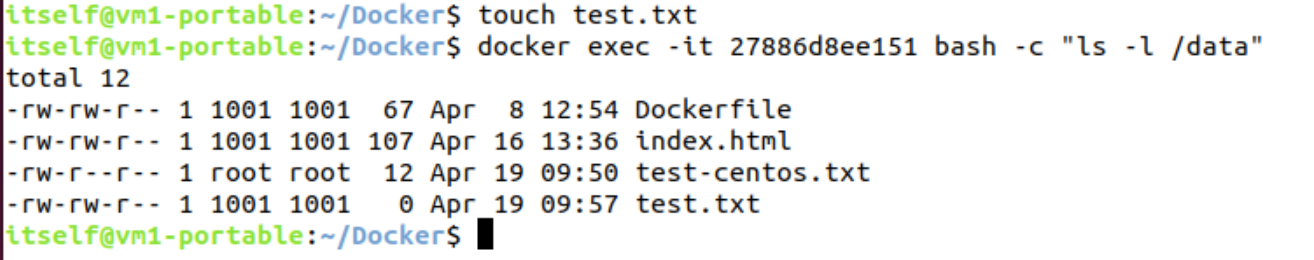 itself@vm1-portable:~/Docker$ touch test.txt
itself@vm1-portable:~/Docker$ docker exec -it 27886d8ee151 bash -c "ls -l /data"
total 12
-rw-rw-r-- 1 1001 1001  67 Apr  8 12:54 Dockerfile
-rw-rw-r-- 1 1001 1001 107 Apr 16 13:36 index.html
-rw-r--r-- 1 root root  12 Apr 19 09:50 test-centos.txt
-rw-rw-r-- 1 1001 1001   0 Apr 19 09:57 test.txt
itself@vm1-portable:~/Docker$